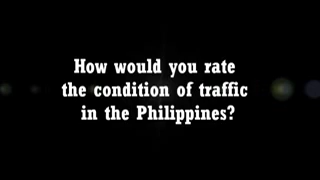 How would you rate
the condition of traffic
in the Philippines?